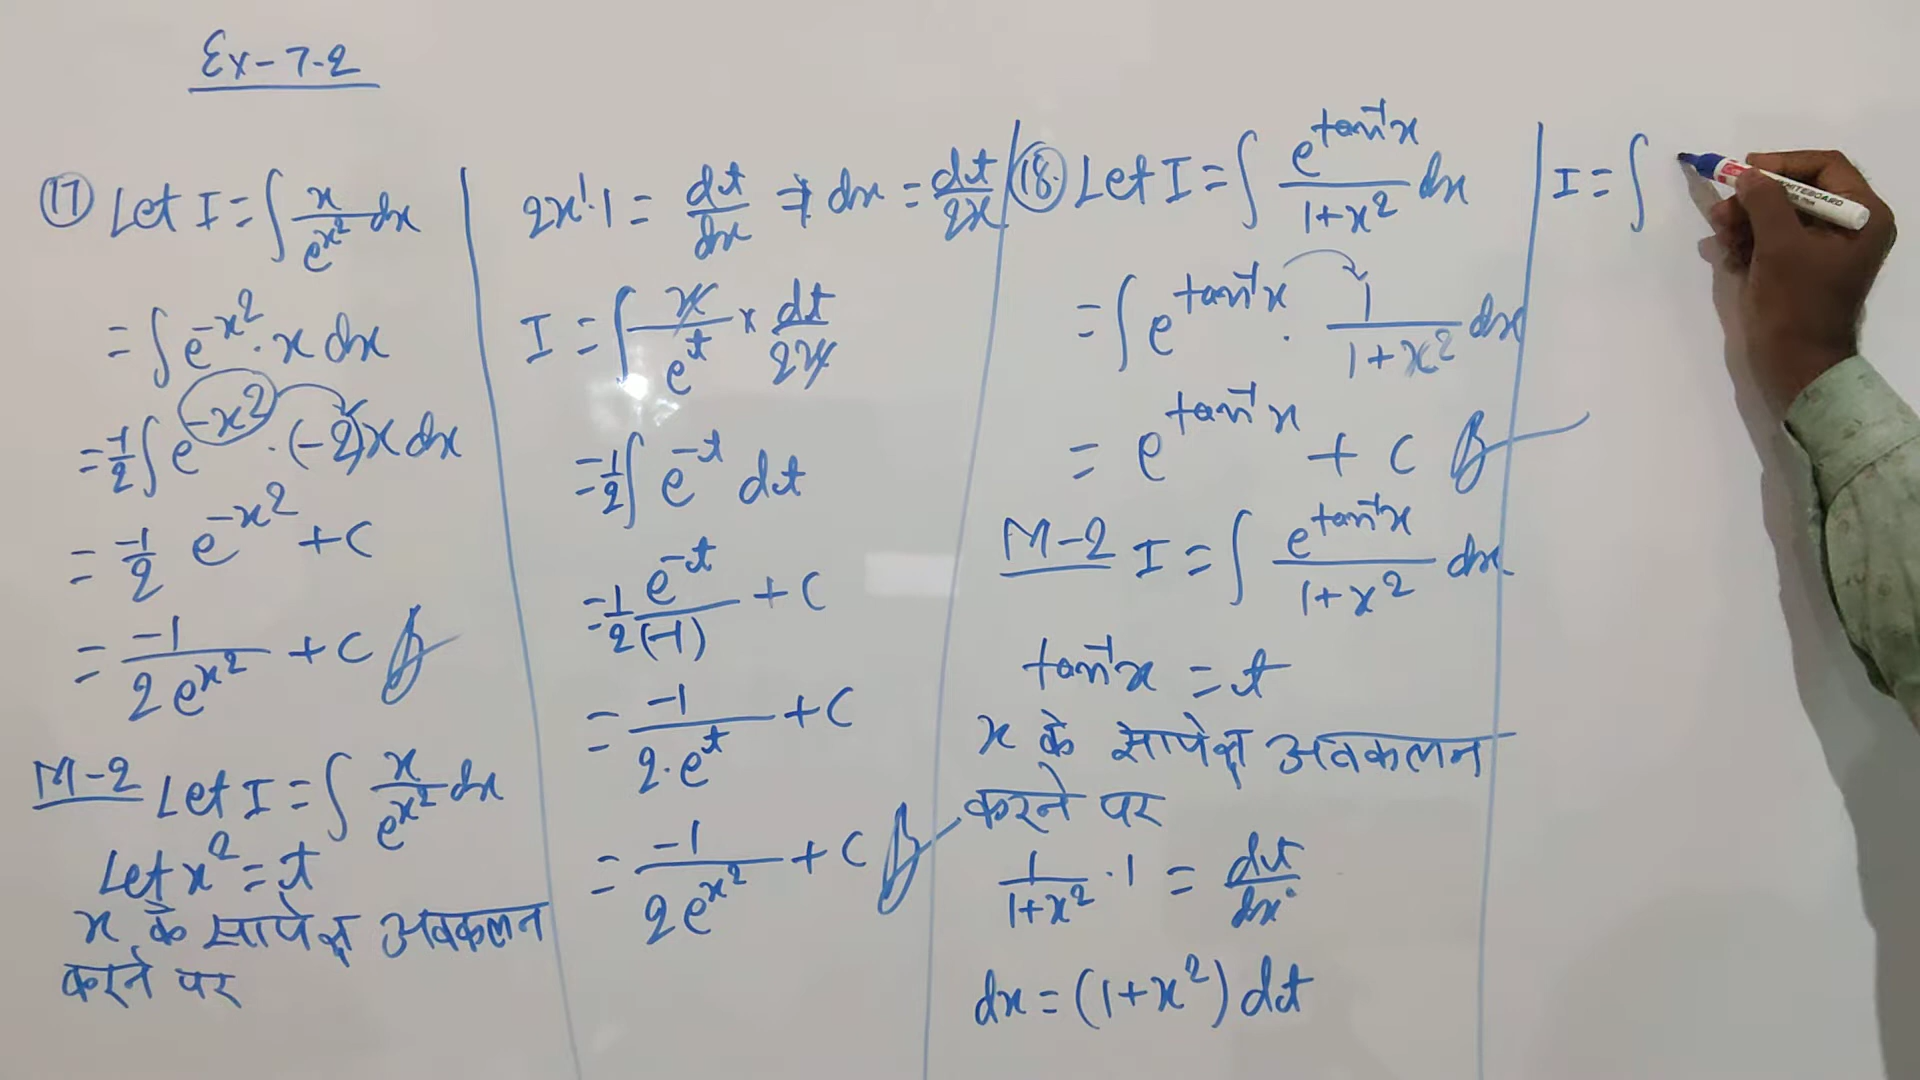 Ex-7.2
(17) Let I = ∫ x/e^x² dx
= ∫ e^-x² · x dx
= -1/2 ∫ e^-x² · (-2)x dx
= -1/2 e^-x² + C
= -1/2e^x² + C
M-2 Let I = ∫ x/e^x² dx
Let x² = t
x के सापेक्ष अवकलन
करने पर
2x¹·1 = dt/dx ⇒ dx = dt/2x
I = ∫ x/e^t × dt/2x
= 1/2 ∫ e^-t dt
= 1/2 e^-t/(-1) + C
= -1/2·e^t + C
= -1/2e^x² + C
(18) Let I = ∫ e^tan⁻¹x/1+x² dx
= ∫ e^tan⁻¹x · 1/1+x² dx
= e^tan⁻¹x + C
M-2 I = ∫ e^tan⁻¹x/1+x² dx
tan⁻¹x = t
x के सापेक्ष अवकलन
करने पर
1/1+x² · 1 = dt/dx
dx = (1+x²) dt
I = ∫
WHITEBOARD